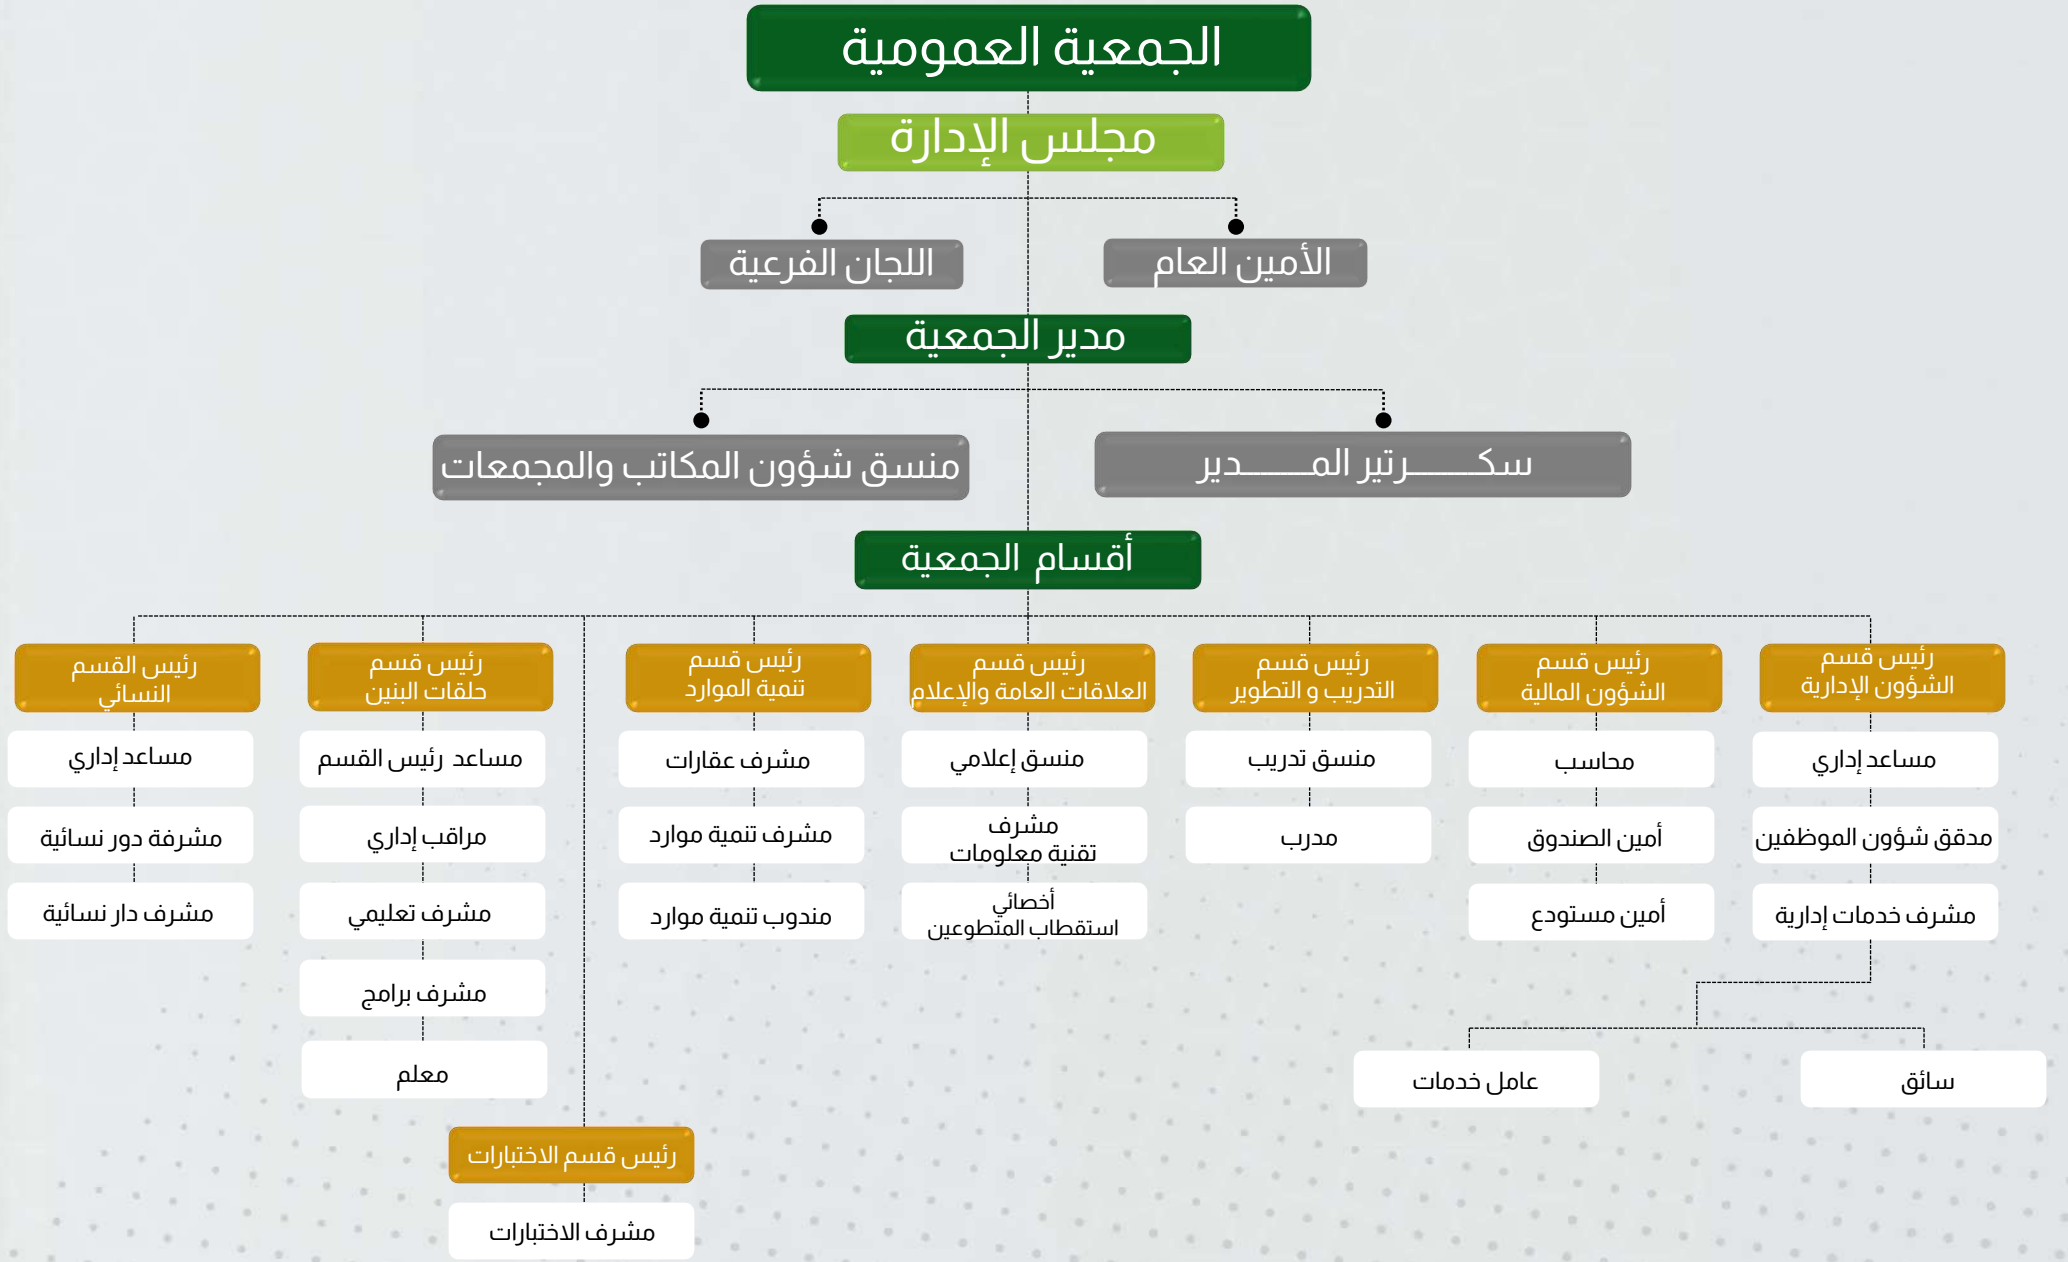 الجمعية العمومية
مجلس الإدارة
الأمين العام
اللجان الفرعية
مدير الجمعية
سكــــرتير المــــدير
منسق شؤون المكاتب والمجمعات
أقسام الجمعية
رئيس قسم
الشؤون الإدارية
مساعد إداري
مدقق شؤون الموظفين
مشرف خدمات إدارية
سائق
عامل خدمات
رئيس قسم
الشؤون المالية
محاسب
أمين الصندوق
أمين مستودع
رئيس قسم
التدريب و التطوير
منسق تدريب
مدرب
رئيس قسم
العلاقات العامة والإعلام
منسق إعلامي
مشرف
تقنية معلومات
أخصائي
استقطاب المتطوعين
رئيس قسم
تنمية الموارد
مشرف عقارات
مشرف تنمية موارد
مندوب تنمية موارد
رئيس قسم
حلقات البنين
مساعد رئيس القسم
مراقب إداري
مشرف تعليمي
مشرف برامج
معلم
رئيس القسم
النسائي
مساعد إداري
مشرفة دور نسائية
مشرف دار نسائية
رئيس قسم الاختبارات
مشرف الاختبارات